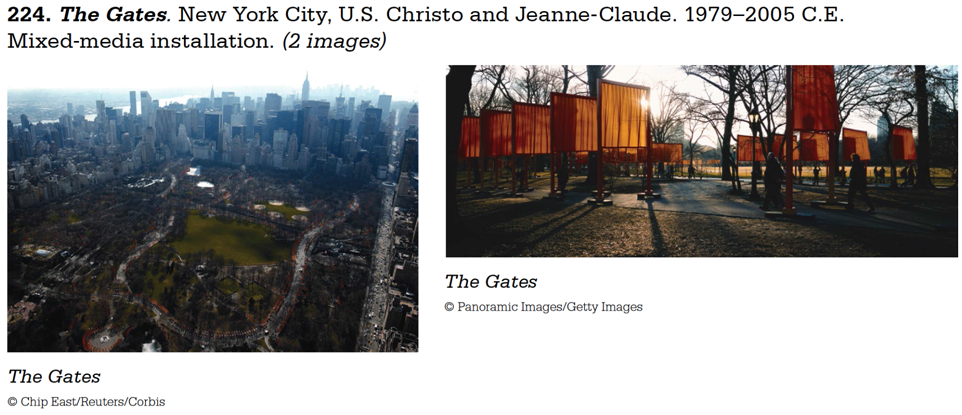 224. The Gates. New York City, U.S. Christo and Jeanne-Claude. 1979–2005 C.E.
Mixed-media installation. (2 images)
The Gates
© Panoramic Images/Getty Images
The Gates
© Chip East/Reuters/Corbis